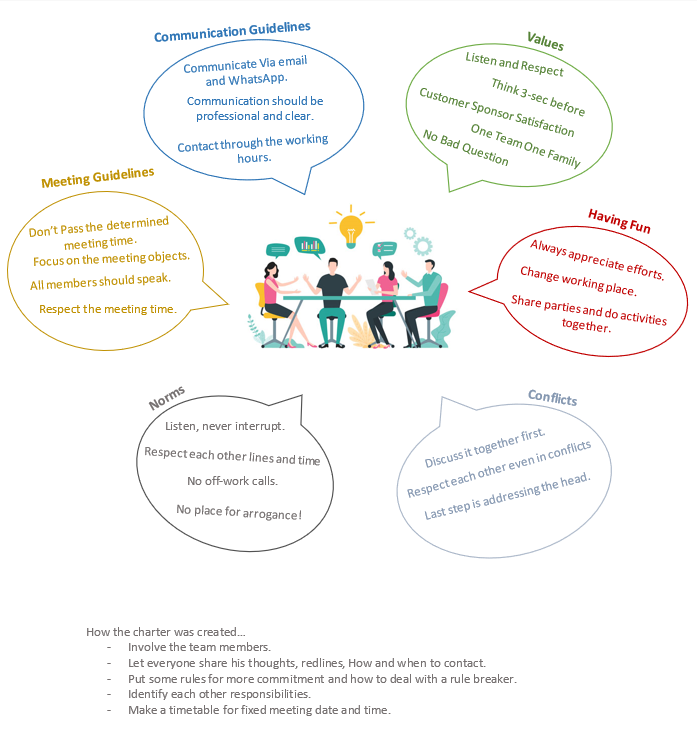 Communication Guidelines
Communicate Via email
and WhatsApp.
Communication should be
professional and clear.
Contact through the working
hours.
Values
Listen and Respect
Think 3-sec before
Customer Sponsor Satisfaction
One Team One Family
No Bad Question
Meeting Guidelines
Don't Pass the determined
meeting time.
Focus on the meeting objects.
All members should speak.
Respect the meeting time.
Having Fun
Always appreciate efforts.
Change working place.
Share parties and do activities
together.
Norms
Listen, never interrupt.
Respect each other lines and time
No off-work calls.
No place for arrogance!
Conflicts
Discuss it together first.
Respect each other even in conflicts
Last step is addressing the head.
How the charter was created…
- Involve the team members.
- Let everyone share his thoughts, redlines, How and when to contact.
- Put some rules for more commitment and how to deal with a rule breaker.
- Identify each other responsibilities.
- Make a timetable for fixed meeting date and time.